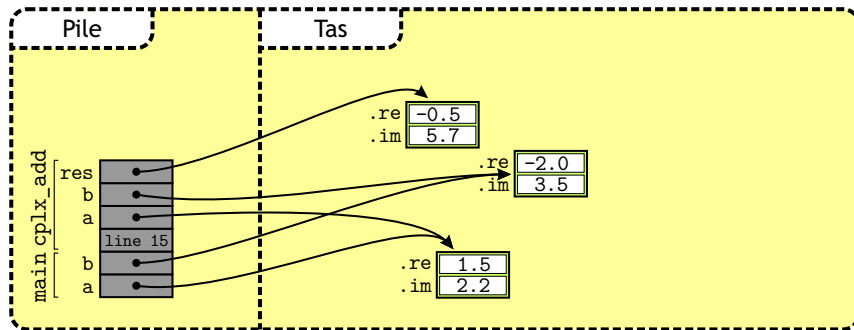 Pile
Tas
.re -0.5
.im 5.7
.re -2.0
.im 3.5
cplx_add
res
b
a
line 15
main
b
a
.re 1.5
.im 2.2